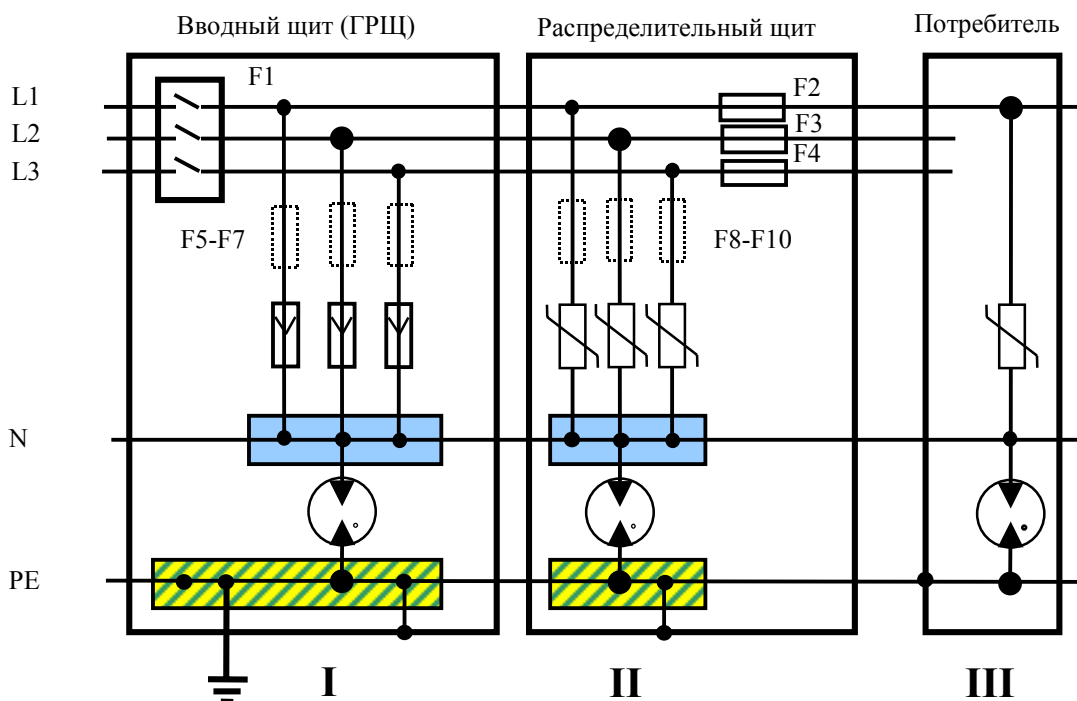 Вводный щит (ГРЩ)
Распределительный щит
Потребитель
F1
L1
F2
L2
F3
L3
F4
F5-F7
F8-F10
N
PE
I
II
III